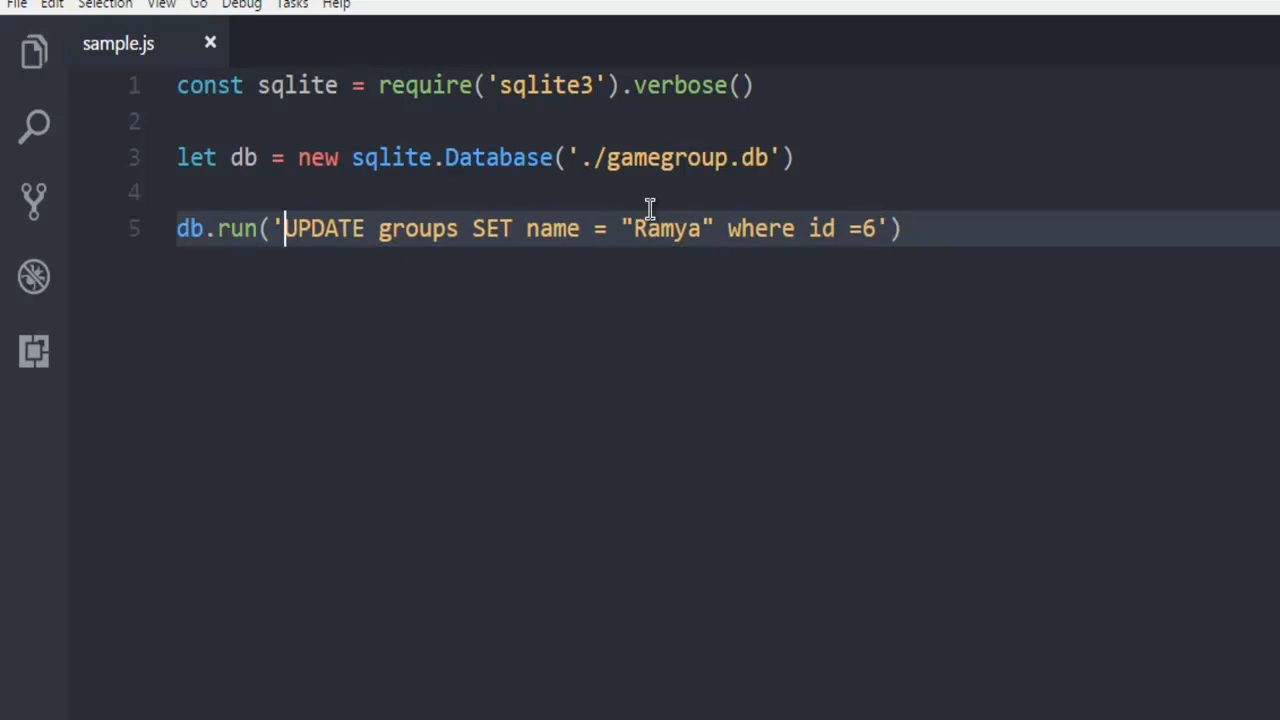 File Edit Selection View Go Debug Tasks Help
sample.js ×
1 const sqlite = require('sqlite3').verbose()
2
3 let db = new sqlite.Database('./gamegroup.db')
4
5 db.run('UPDATE groups SET name = "Ramya" where id =6')